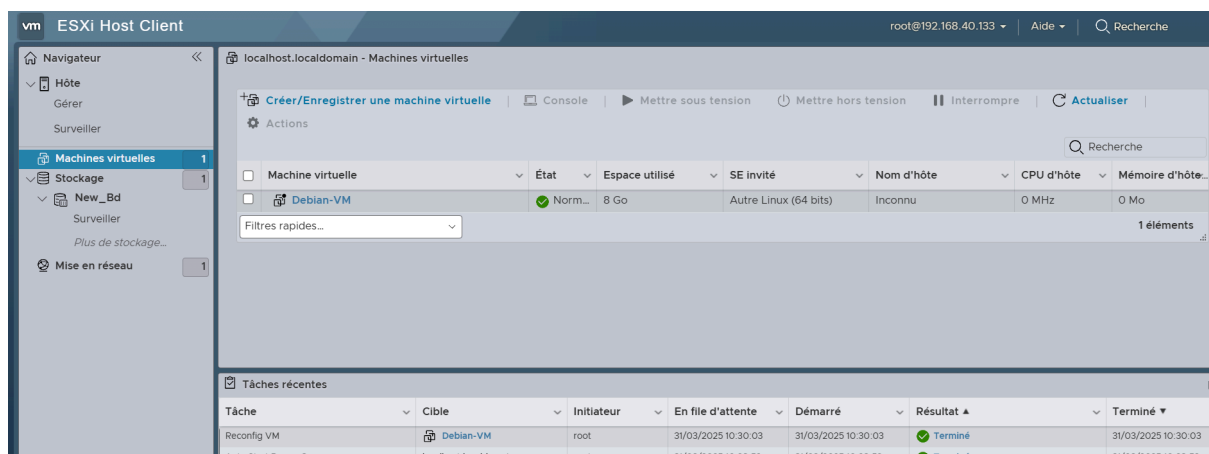 vm ESXi Host Client root@192.168.40.133 Aide Recherche
Navigateur
Hôte
Gérer
Surveiller
Machines virtuelles 1
Stockage 1
New_Bd
Surveiller
Plus de stockage...
Mise en réseau 1
localhost.localdomain - Machines virtuelles
Créer/Enregistrer une machine virtuelle Console Mettre sous tension Mettre hors tension Interrompre Actualiser
Actions
Recherche
Machine virtuelle État Espace utilisé SE invité Nom d'hôte CPU d'hôte Mémoire d'hôte...
Debian-VM Norm... 8 Go Autre Linux (64 bits) Inconnu 0 MHz 0 Mo
Filtres rapides... 1 éléments
Tâches récentes
Tâche Cible Initiateur En file d'attente Démarré Résultat Terminé
Reconfig VM Debian-VM root 31/03/2025 10:30:03 31/03/2025 10:30:03 Terminé 31/03/2025 10:30:03